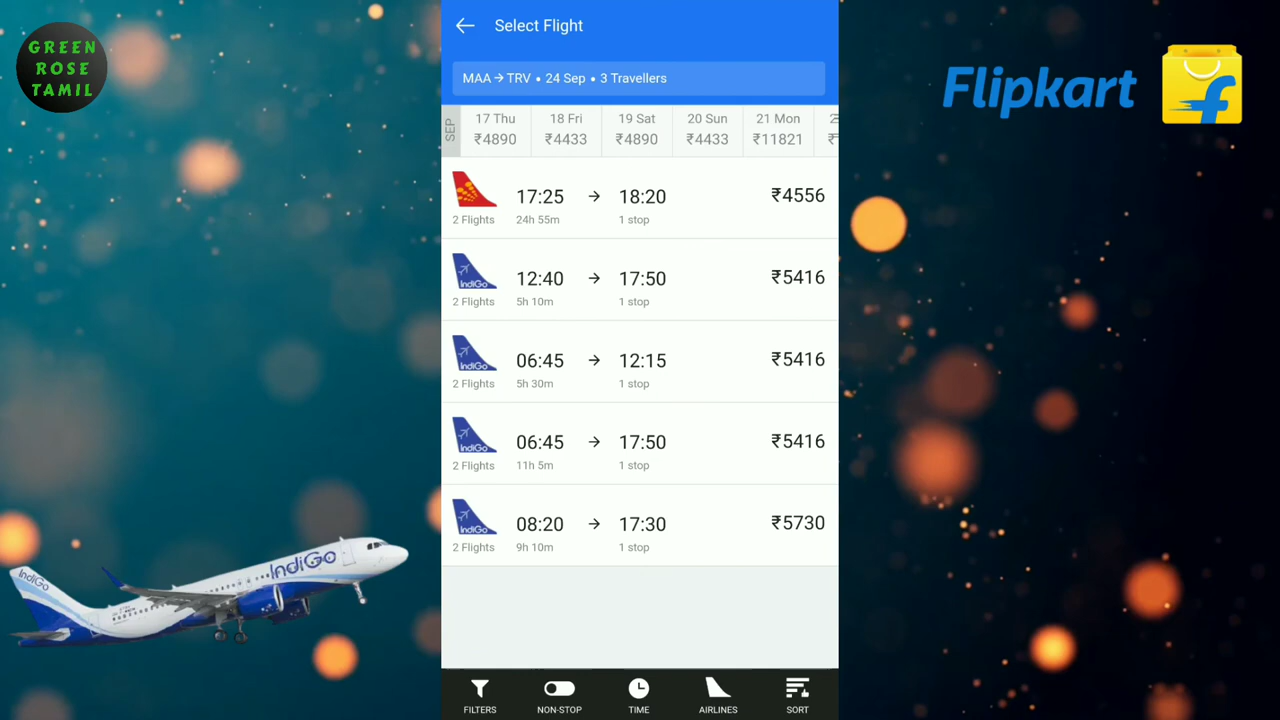 GREEN
ROSE
TAMIL
Select Flight
MAA → TRV • 24 Sep • 3 Travellers
Flipkart
f
SEP
17 Thu 18 Fri 19 Sat 20 Sun 21 Mon
₹4890 ₹4433 ₹4890 ₹4433 ₹11821
17:25 → 18:20 ₹4556
2 Flights 24h 55m 1 stop
IndiGo
12:40 → 17:50 ₹5416
2 Flights 5h 10m 1 stop
IndiGo
06:45 → 12:15 ₹5416
2 Flights 5h 30m 1 stop
IndiGo
06:45 → 17:50 ₹5416
2 Flights 11h 5m 1 stop
IndiGo
08:20 → 17:30 ₹5730
2 Flights 9h 10m 1 stop
IndiGo
IndiGo
FILTERS NON-STOP TIME AIRLINES SORT